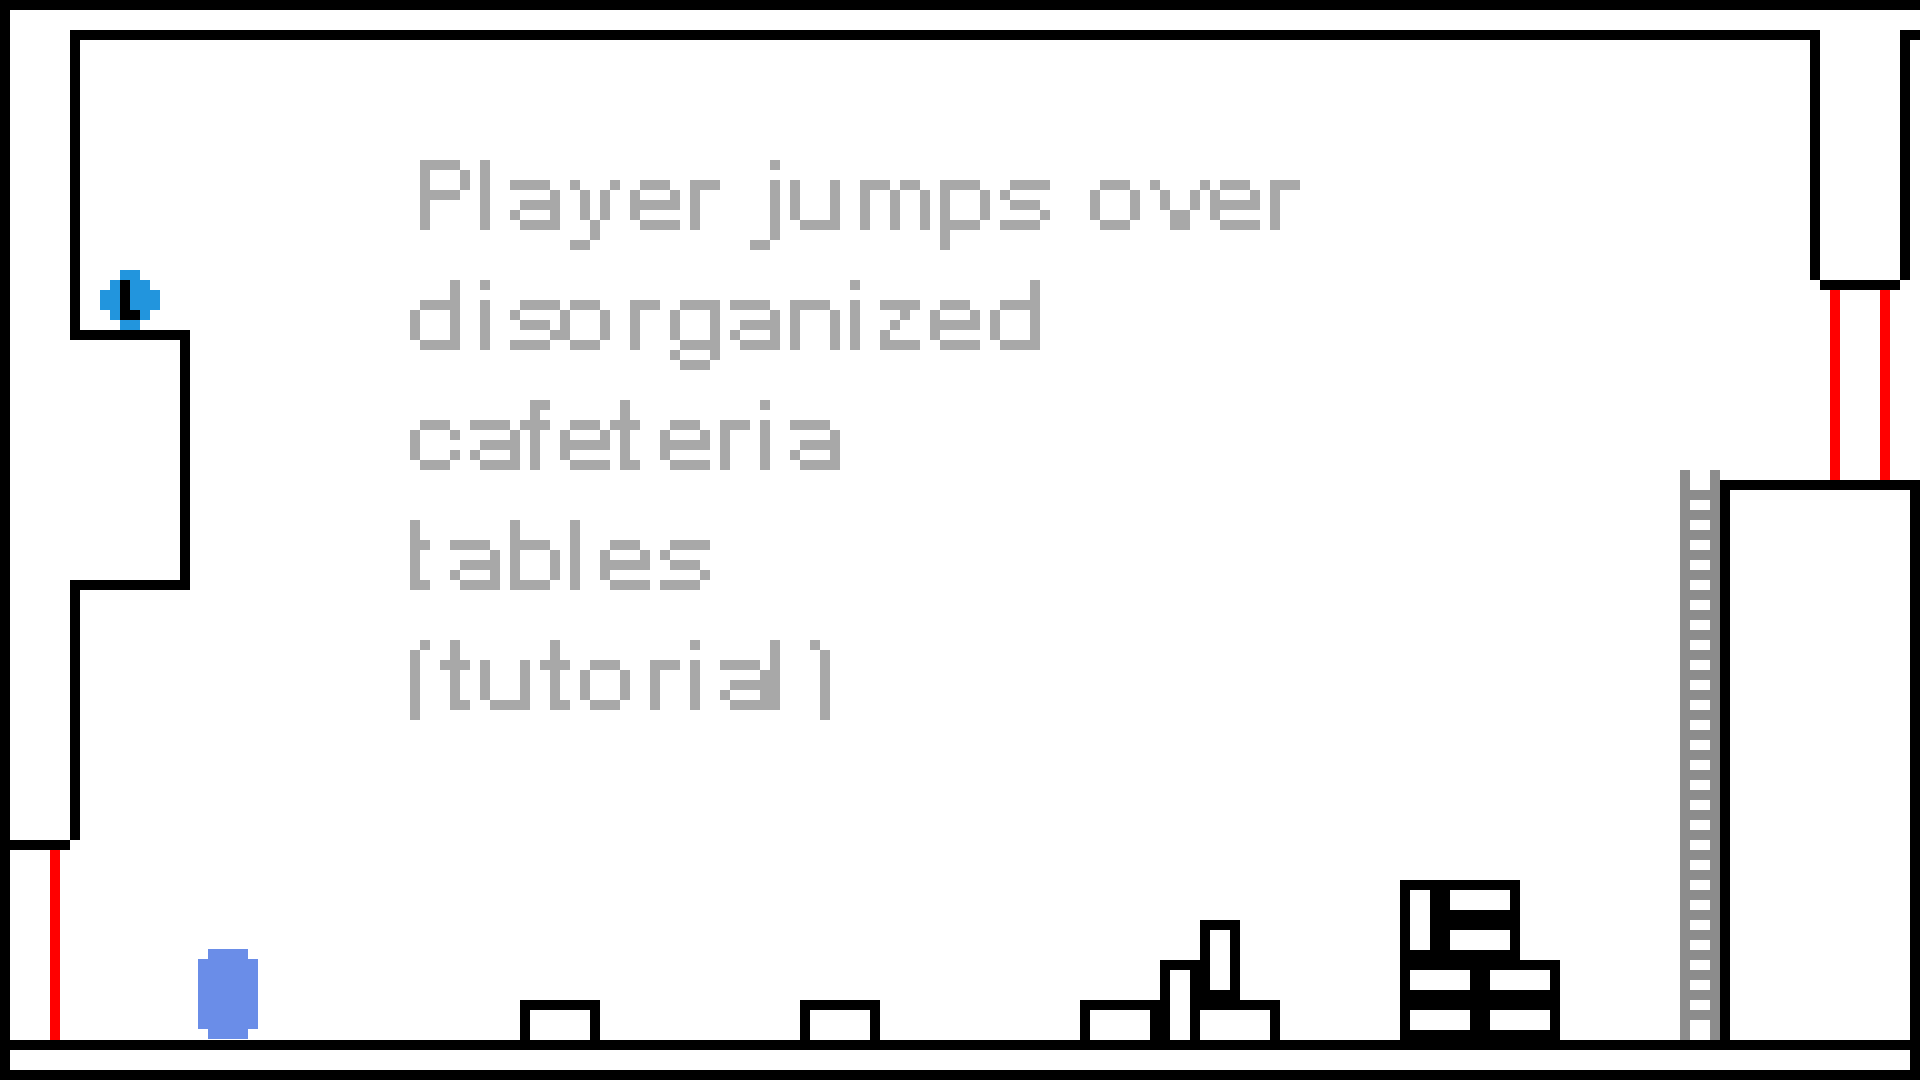 Player jumps over
disorganized
L
cafeteria
tables
(tutorial)